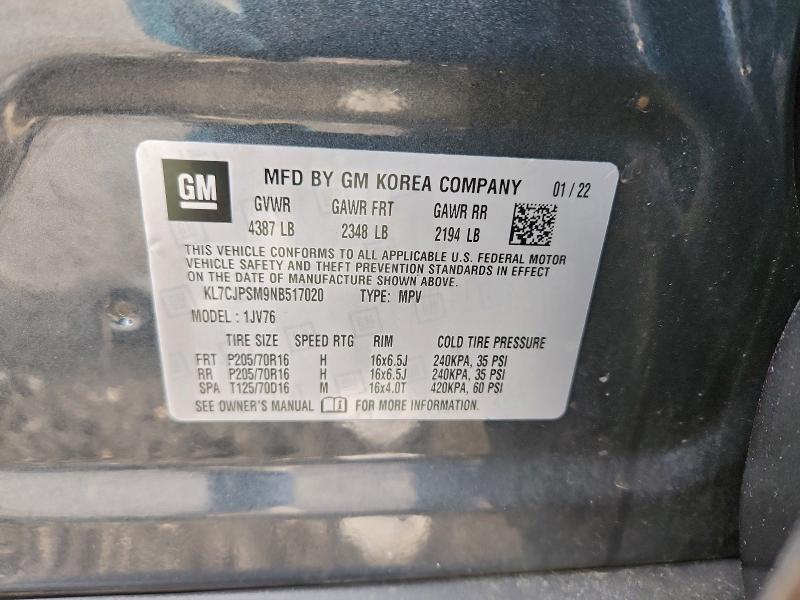 GM MFD BY GM KOREA COMPANY 01 / 22
GVWR GAWR FRT GAWR RR
4387 LB 2348 LB 2194 LB
THIS VEHICLE CONFORMS TO ALL APPLICABLE U.S. FEDERAL MOTOR
VEHICLE SAFETY AND THEFT PREVENTION STANDARDS IN EFFECT
ON THE DATE OF MANUFACTURE SHOWN ABOVE.
KL7CJPSM9NB517020 TYPE: MPV
MODEL : 1JV76
TIRE SIZE SPEED RTG RIM COLD TIRE PRESSURE
FRT P205/70R16 H 16x6.5J 240KPA, 35 PSI
RR P205/70R16 H 16x6.5J 240KPA, 35 PSI
SPA T125/70D16 M 16x4.0T 420KPA, 60 PSI
SEE OWNER'S MANUAL FOR MORE INFORMATION.